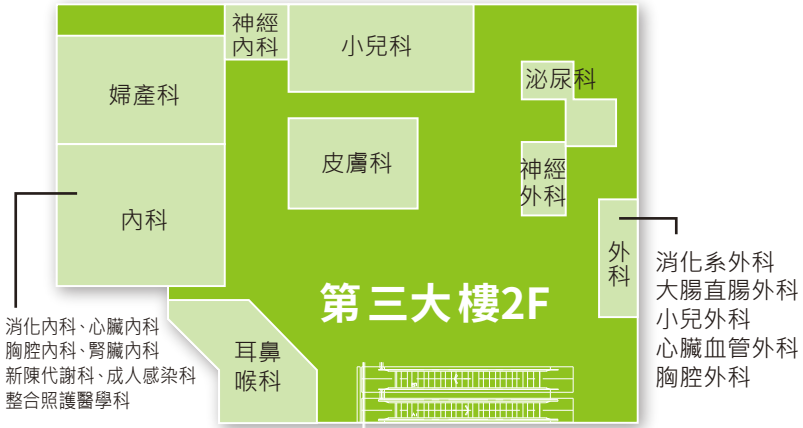 神經
內科
小兒科
婦產科
泌尿科
皮膚科
神經
外科
內科
外
科
第三大樓2F
消化系外科
大腸直腸外科
小兒外科
心臟血管外科
胸腔外科
消化內科、心臟內科
胸腔內科、腎臟內科
新陳代謝科、成人感染科
整合照護醫學科
耳鼻
喉科